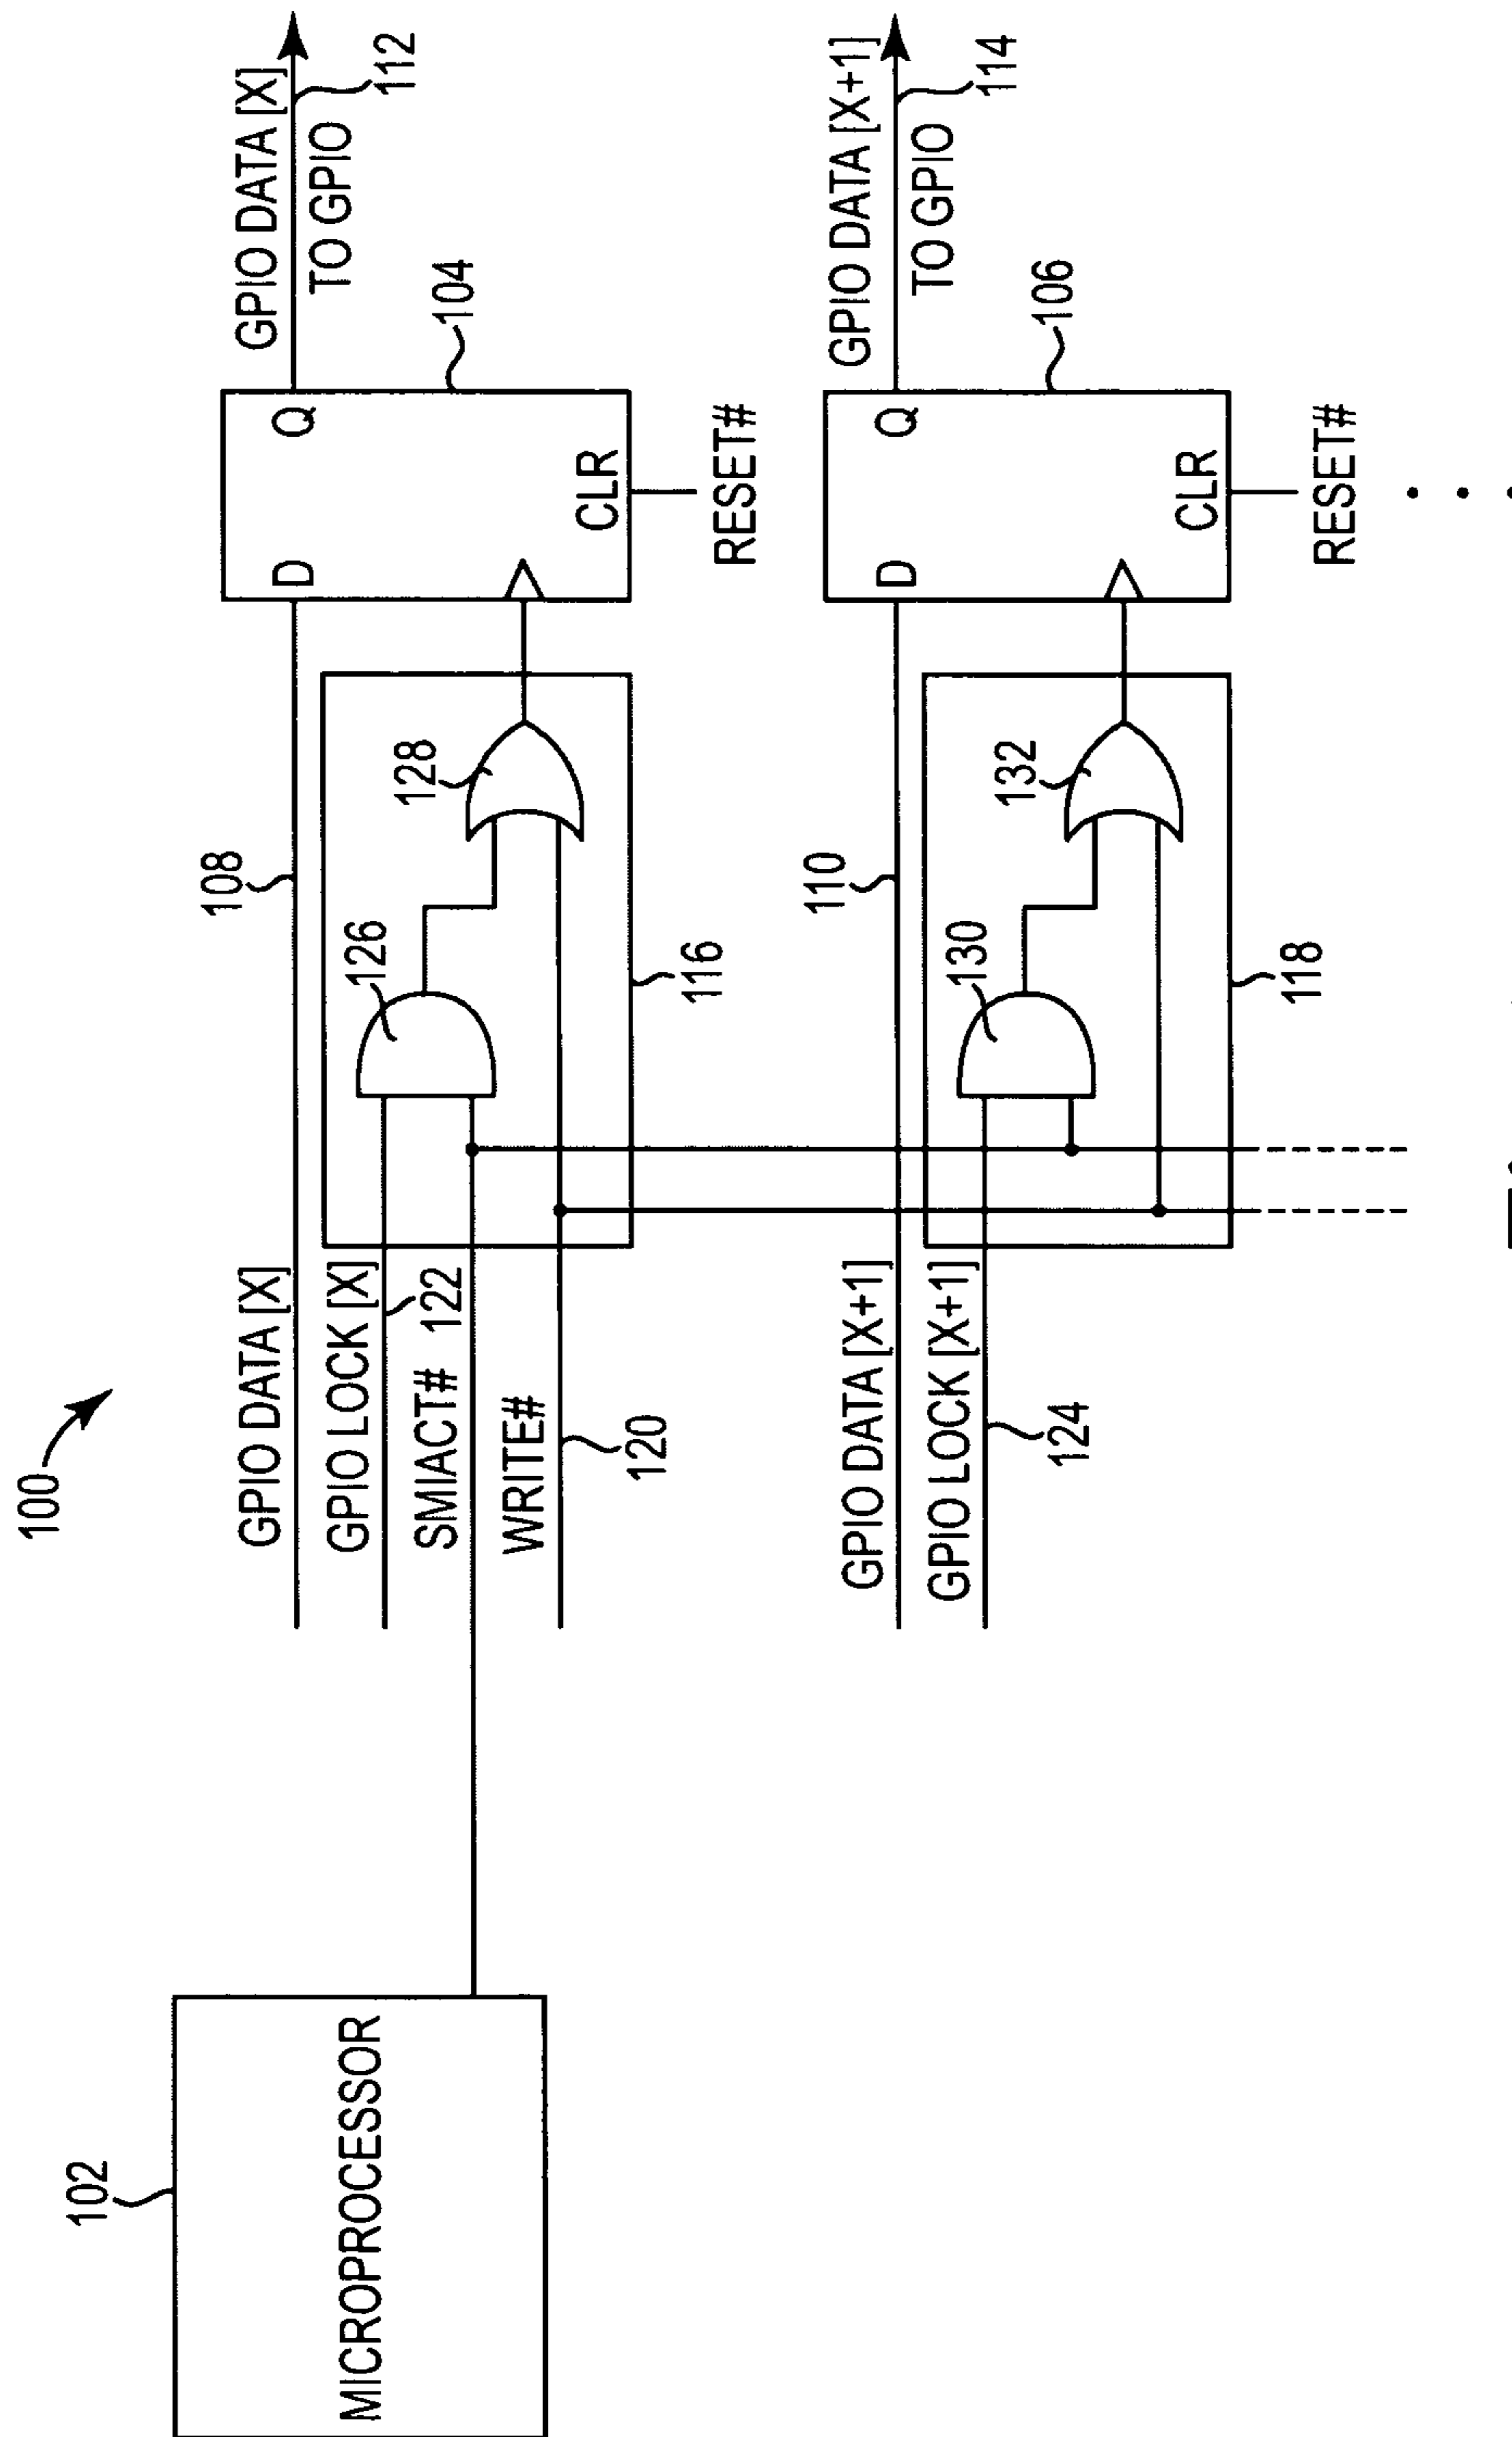 100
102
MICROPROCESSOR
GPIO DATA [X]
GPIO LOCK [X]
122
SMIACT#
WRITE#
120
108
126
128
116
D
Q
CLR
104
RESET#
GPIO DATA [X]
TO GPIO
112
GPIO DATA [X+1]
GPIO LOCK [X+1]
124
110
130
132
118
D
Q
CLR
106
RESET#
GPIO DATA [X+1]
TO GPIO
114